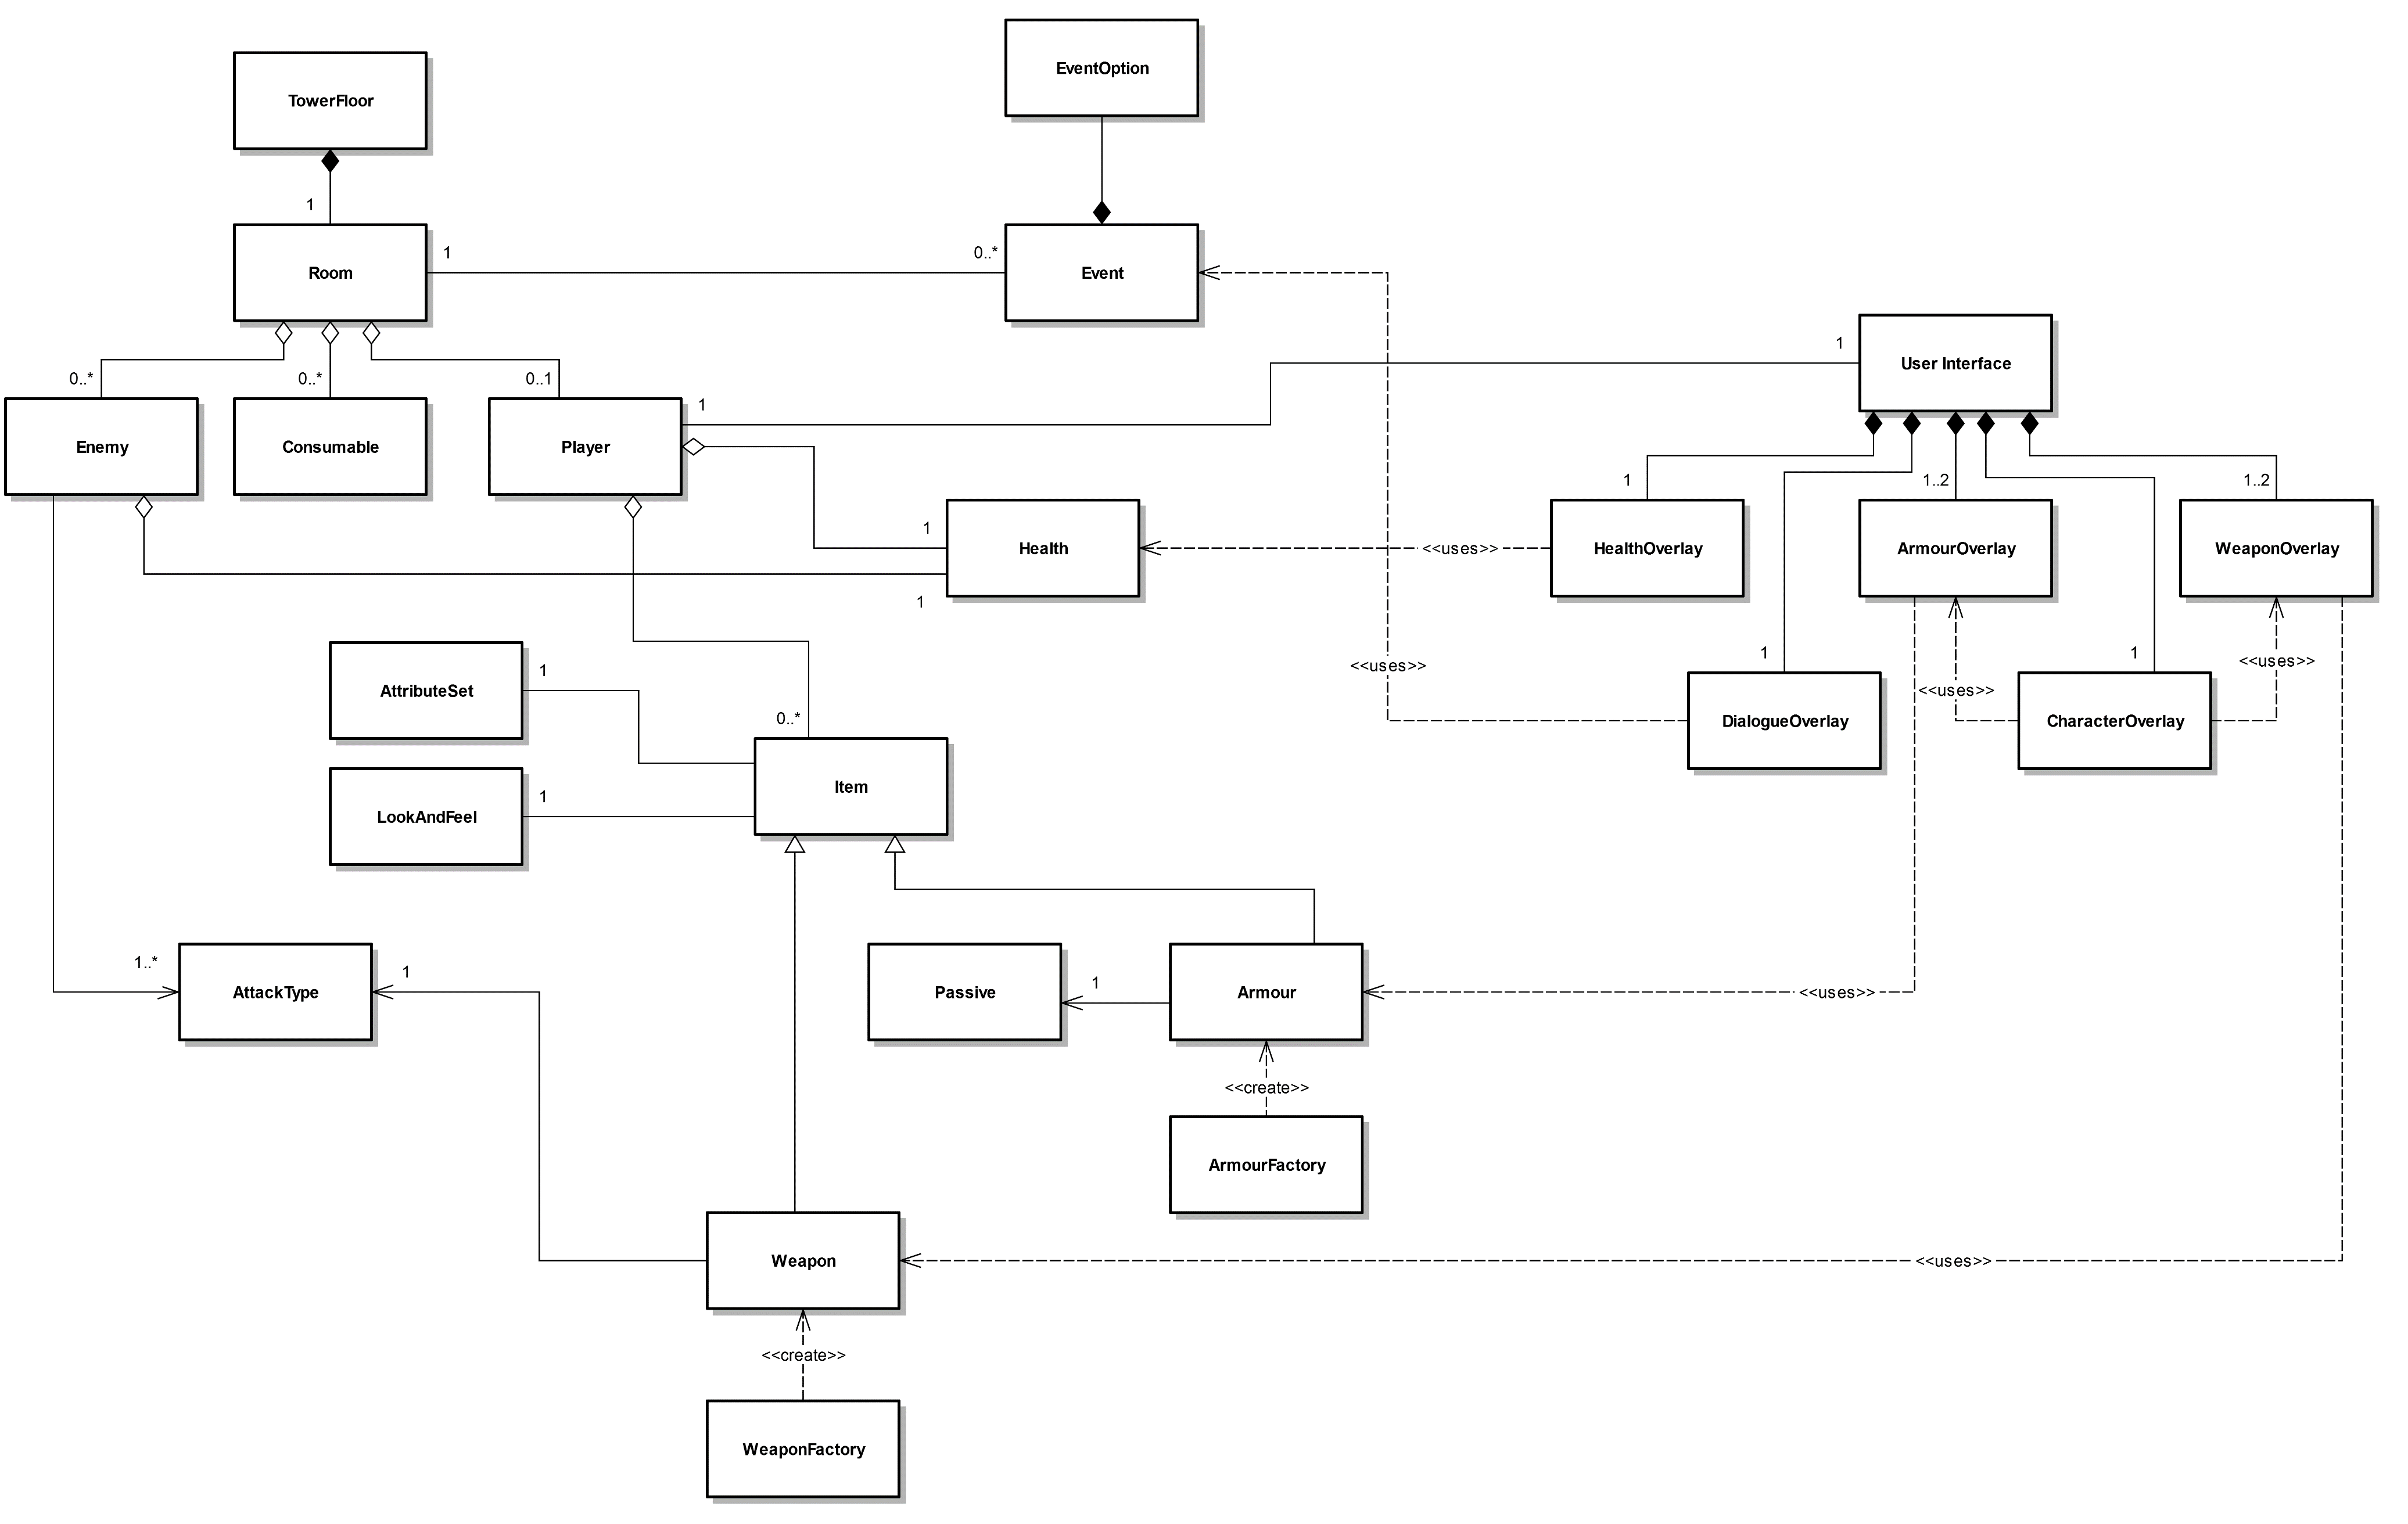 EventOption
TowerFloor
1
Room
1
0..*
Event
1
User Interface
0..*
0..*
0..1
1
Enemy
Consumable
Player
1
1
1..2
1..2
Health
<<uses>>
HealthOverlay
ArmourOverlay
WeaponOverlay
1
1
1
<<uses>>
<<uses>>
1
AttributeSet
<<uses>>
0..*
DialogueOverlay
CharacterOverlay
Item
1
LookAndFeel
1..*
1
1
AttackType
Passive
Armour
<<uses>>
<<create>>
ArmourFactory
Weapon
<<uses>>
<<create>>
WeaponFactory